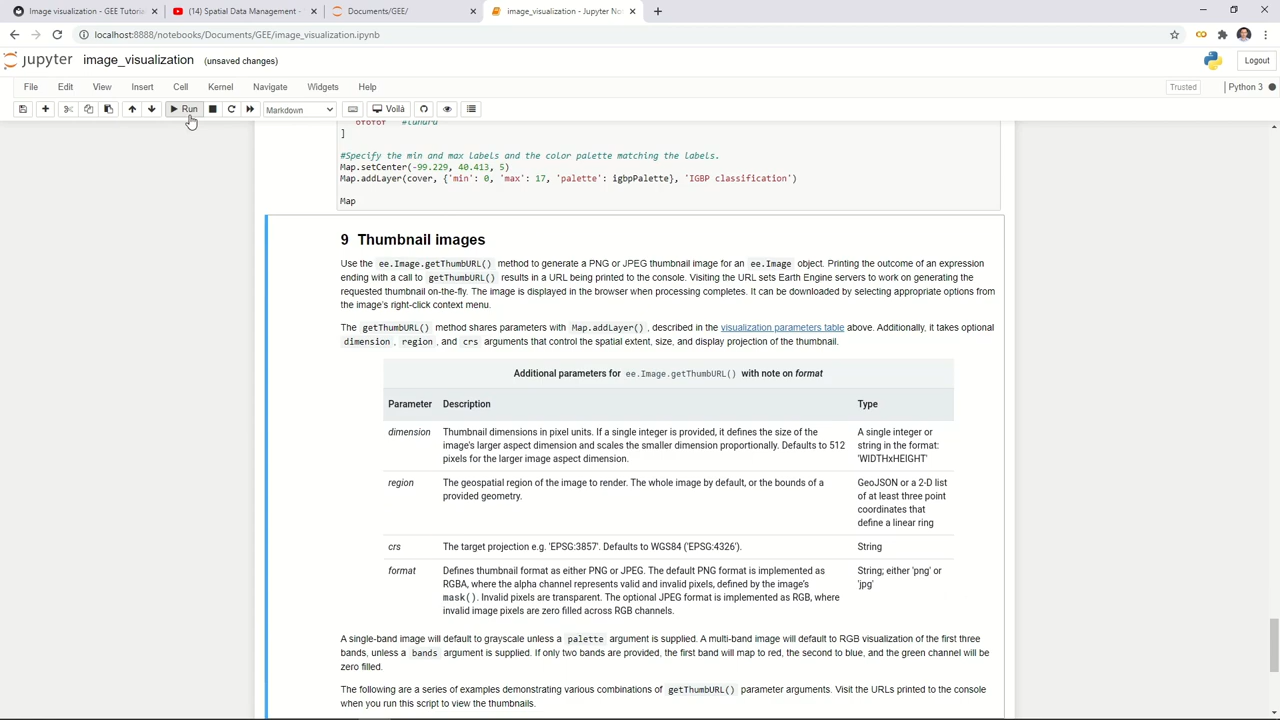 Image visualization - GEE Tutoria
(14) Spatial Data Management -
Documents/GEE/
image_visualization - Jupyter No
localhost:8888/notebooks/Documents/GEE/image_visualization.ipynb
jupyter image_visualization (unsaved changes)
Logout
File Edit View Insert Cell Kernel Navigate Widgets Help
Trusted
Python 3
Run
Markdown
Voilà
]
#Specify the min and max labels and the color palette matching the labels.
Map.setCenter(-99.229, 40.413, 5)
Map.addLayer(cover, {'min': 0, 'max': 17, 'palette': igbpPalette}, 'IGBP classification')
Map
9 Thumbnail images
Use the ee.Image.getThumbURL() method to generate a PNG or JPEG thumbnail image for an ee.Image object. Printing the outcome of an expression
ending with a call to getThumbURL() results in a URL being printed to the console. Visiting the URL sets Earth Engine servers to work on generating the
requested thumbnail on-the-fly. The image is displayed in the browser when processing completes. It can be downloaded by selecting appropriate options from
the image's right-click context menu.
The getThumbURL() method shares parameters with Map.addLayer(), described in the visualization parameters table above. Additionally, it takes optional
dimension, region, and crs arguments that control the spatial extent, size, and display projection of the thumbnail.
Additional parameters for ee.Image.getThumbURL() with note on format
Parameter Description Type
dimension Thumbnail dimensions in pixel units. If a single integer is provided, it defines the size of the A single integer or
image's larger aspect dimension and scales the smaller dimension proportionally. Defaults to 512 string in the format:
pixels for the larger image aspect dimension. 'WIDTHxHEIGHT'
region The geospatial region of the image to render. The whole image by default, or the bounds of a GeoJSON or a 2-D list
provided geometry. of at least three point
coordinates that
define a linear ring
crs The target projection e.g. 'EPSG:3857'. Defaults to WGS84 ('EPSG:4326'). String
format Defines thumbnail format as either PNG or JPEG. The default PNG format is implemented as String; either 'png' or
RGBA, where the alpha channel represents valid and invalid pixels, defined by the image's 'jpg'
mask(). Invalid pixels are transparent. The optional JPEG format is implemented as RGB, where
invalid image pixels are zero filled across RGB channels.
A single-band image will default to grayscale unless a palette argument is supplied. A multi-band image will default to RGB visualization of the first three
bands, unless a bands argument is supplied. If only two bands are provided, the first band will map to red, the second to blue, and the green channel will be
zero filled.
The following are a series of examples demonstrating various combinations of getThumbURL() parameter arguments. Visit the URLs printed to the console
when you run this script to view the thumbnails.